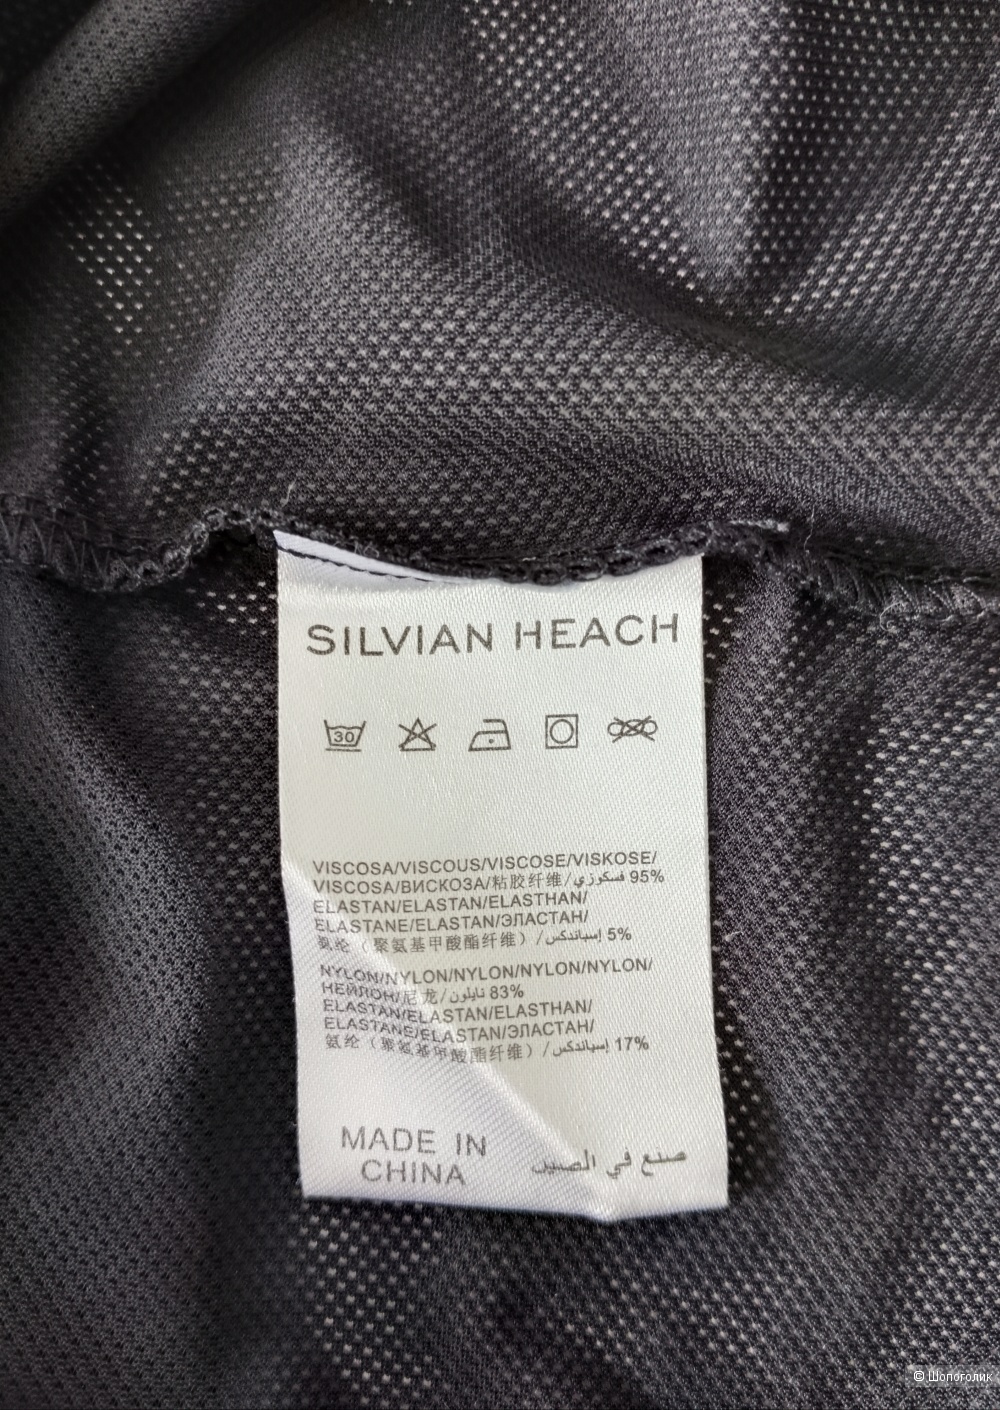 SILVIAN HEACH
30
VISCOSA/VISCOUS/VISCOSE/VISKOSE/
VISCOSA/ВИСКОЗА/粘胶纤维/فسكوزي 95%
ELASTAN/ELASTAN/ELASTHAN/
ELASTANE/ELASTAN/ЭЛАСТАН/
氨纶（聚氨基甲酸酯纤维）/إسباندكس 5%
NYLON/NYLON/NYLON/NYLON/NYLON/
НЕЙЛОН/尼龙/نايلون 83%
ELASTAN/ELASTAN/ELASTHAN/
ELASTANE/ELASTAN/ЭЛАСТАН/
氨纶（聚氨基甲酸酯纤维）/إسباندكس 17%
MADE IN
CHINA
صنع في الصين
© Шопоголик